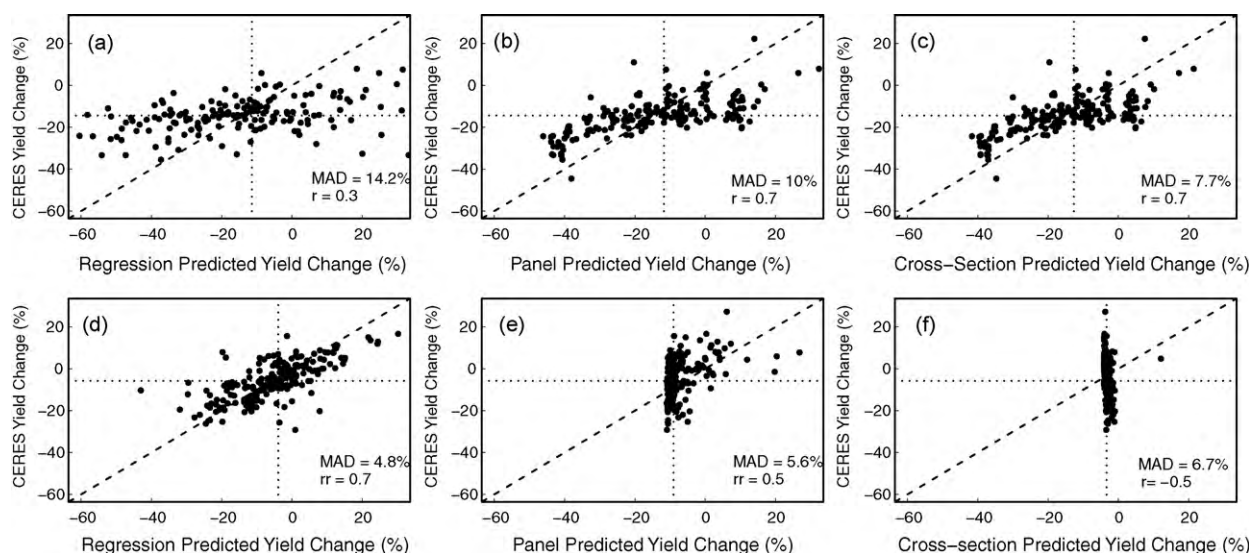 (a)
CERES Yield Change (%)
20
0
−20
−40
−60
MAD = 14.2%
r = 0.3
−60 −40 −20 0 20
Regression Predicted Yield Change (%)
(b)
CERES Yield Change (%)
20
0
−20
−40
−60
MAD = 10%
r = 0.7
−60 −40 −20 0 20
Panel Predicted Yield Change (%)
(c)
CERES Yield Change (%)
20
0
−20
−40
−60
MAD = 7.7%
r = 0.7
−60 −40 −20 0 20
Cross−Section Predicted Yield Change (%)
(d)
CERES Yield Change (%)
20
0
−20
−40
−60
MAD = 4.8%
rr = 0.7
−60 −40 −20 0 20
Regression Predicted Yield Change (%)
(e)
CERES Yield Change (%)
20
0
−20
−40
−60
MAD = 5.6%
rr = 0.5
−60 −40 −20 0 20
Panel Predicted Yield Change (%)
(f)
CERES Yield Change (%)
20
0
−20
−40
−60
MAD = 6.7%
r= −0.5
−60 −40 −20 0 20
Cross−section Predicted Yield Change (%)